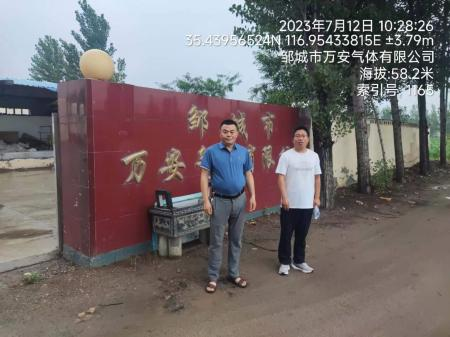 2023年7月12日 10:28:26
35.43956524N 116.95433815E ±3.79m
邹城市万安气体有限公司
海拔:58.2米
索引号: 1165
邹城市
万安 有限